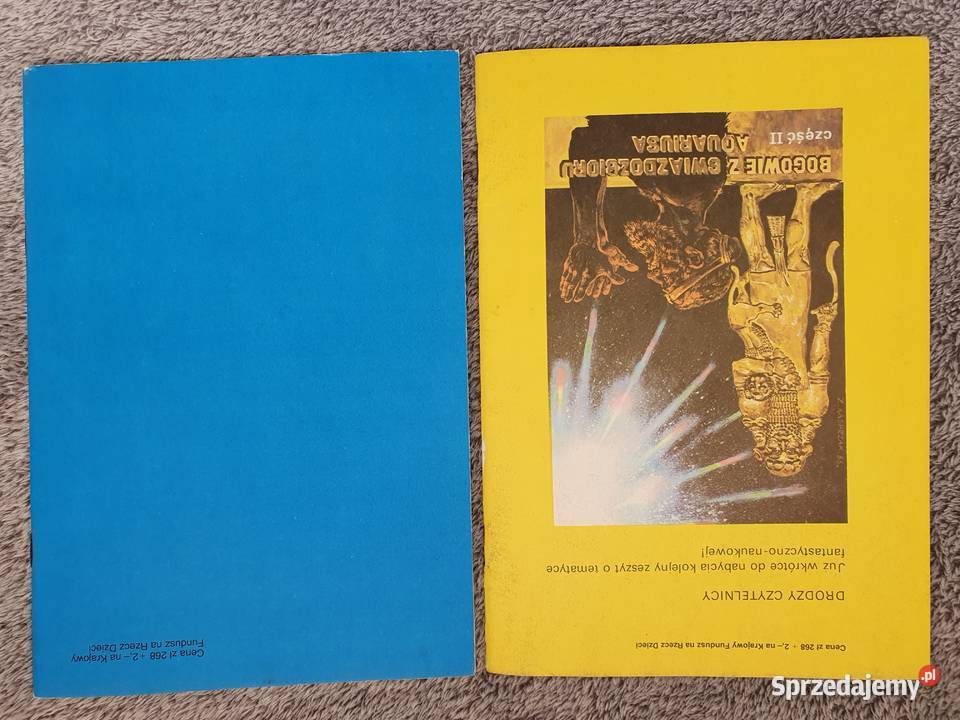 Cena zł 268 + 2,— na Krajowy
Fundusz na Rzecz Dzieci
Cena zł 268 + 2,— na Krajowy Fundusz na Rzecz Dzieci
DRODZY CZYTELNICY
Już wkrótce do nabycia kolejny zeszyt o tematyce
fantastyczno-naukowej!
BOGOWIE Z GWIAZDOZBIORU
AQUARIUSA
część II
Sprzedajemy.pl